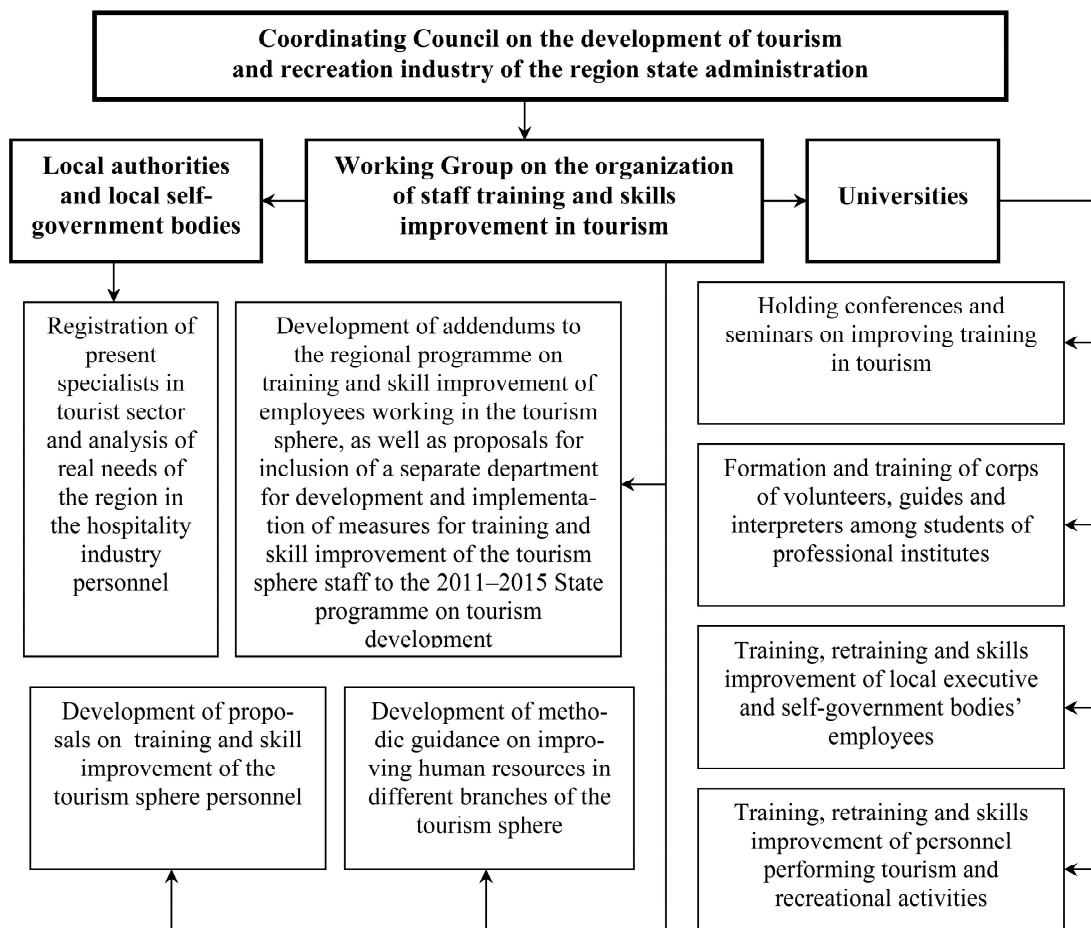 Coordinating Council on the development of tourism
and recreation industry of the region state administration
Local authorities
and local self-
government bodies
Working Group on the organization
of staff training and skills
improvement in tourism
Universities
Registration of
present
specialists in
tourist sector
and analysis of
real needs of
the region in
the hospitality
industry
personnel
Development of addendums to
the regional programme on
training and skill improvement of
employees working in the tourism
sphere, as well as proposals for
inclusion of a separate department
for development and implementa-
tion of measures for training and
skill improvement of the tourism
sphere staff to the 2011–2015 State
programme on tourism
development
Holding conferences and
seminars on improving training
in tourism
Formation and training of corps
of volunteers, guides and
interpreters among students of
professional institutes
Training, retraining and skills
improvement of local executive
and self-government bodies’
employees
Development of propo-
sals on training and skill
improvement of the
tourism sphere personnel
Development of metho-
dic guidance on impro-
ving human resources in
different branches of the
tourism sphere
Training, retraining and skills
improvement of personnel
performing tourism and
recreational activities